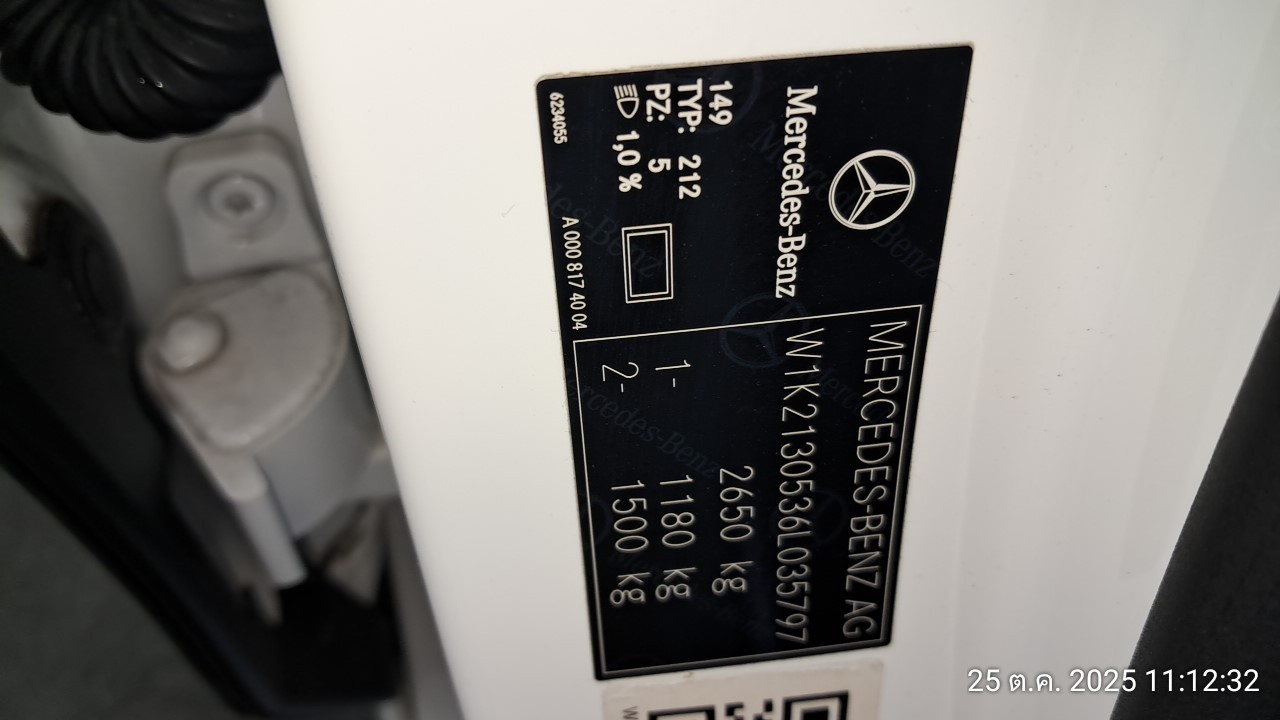 Mercedes-Benz
149
TYP: 212
PZ: 5
1,0 %
6234055
A 000 817 40 04
MERCEDES-BENZ AG
W1K2130536L035797
2650 kg
1- 1180 kg
2- 1500 kg
W
25 ต.ค. 2025 11:12:32